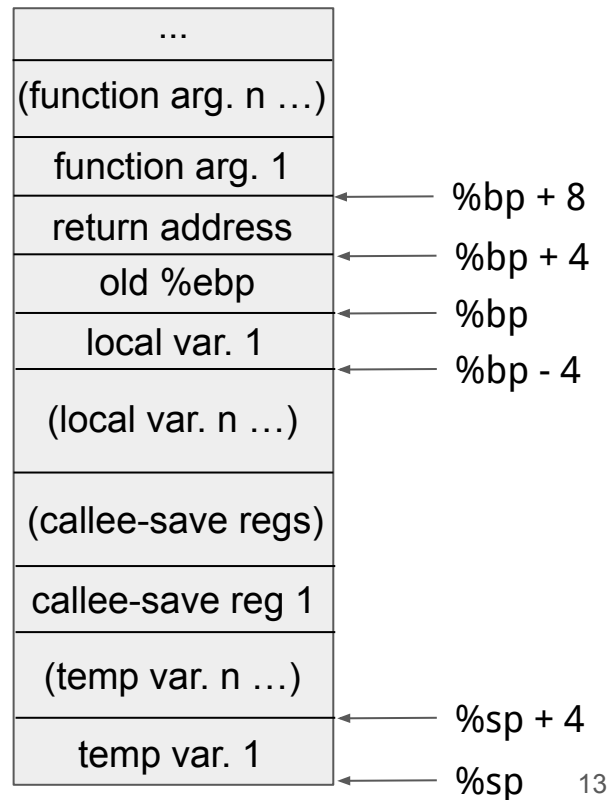 ...
(function arg. n …)
function arg. 1
%bp + 8
return address
%bp + 4
old %ebp
%bp
local var. 1
%bp - 4
(local var. n …)
(callee-save regs)
callee-save reg 1
(temp var. n …)
%sp + 4
temp var. 1
%sp
13